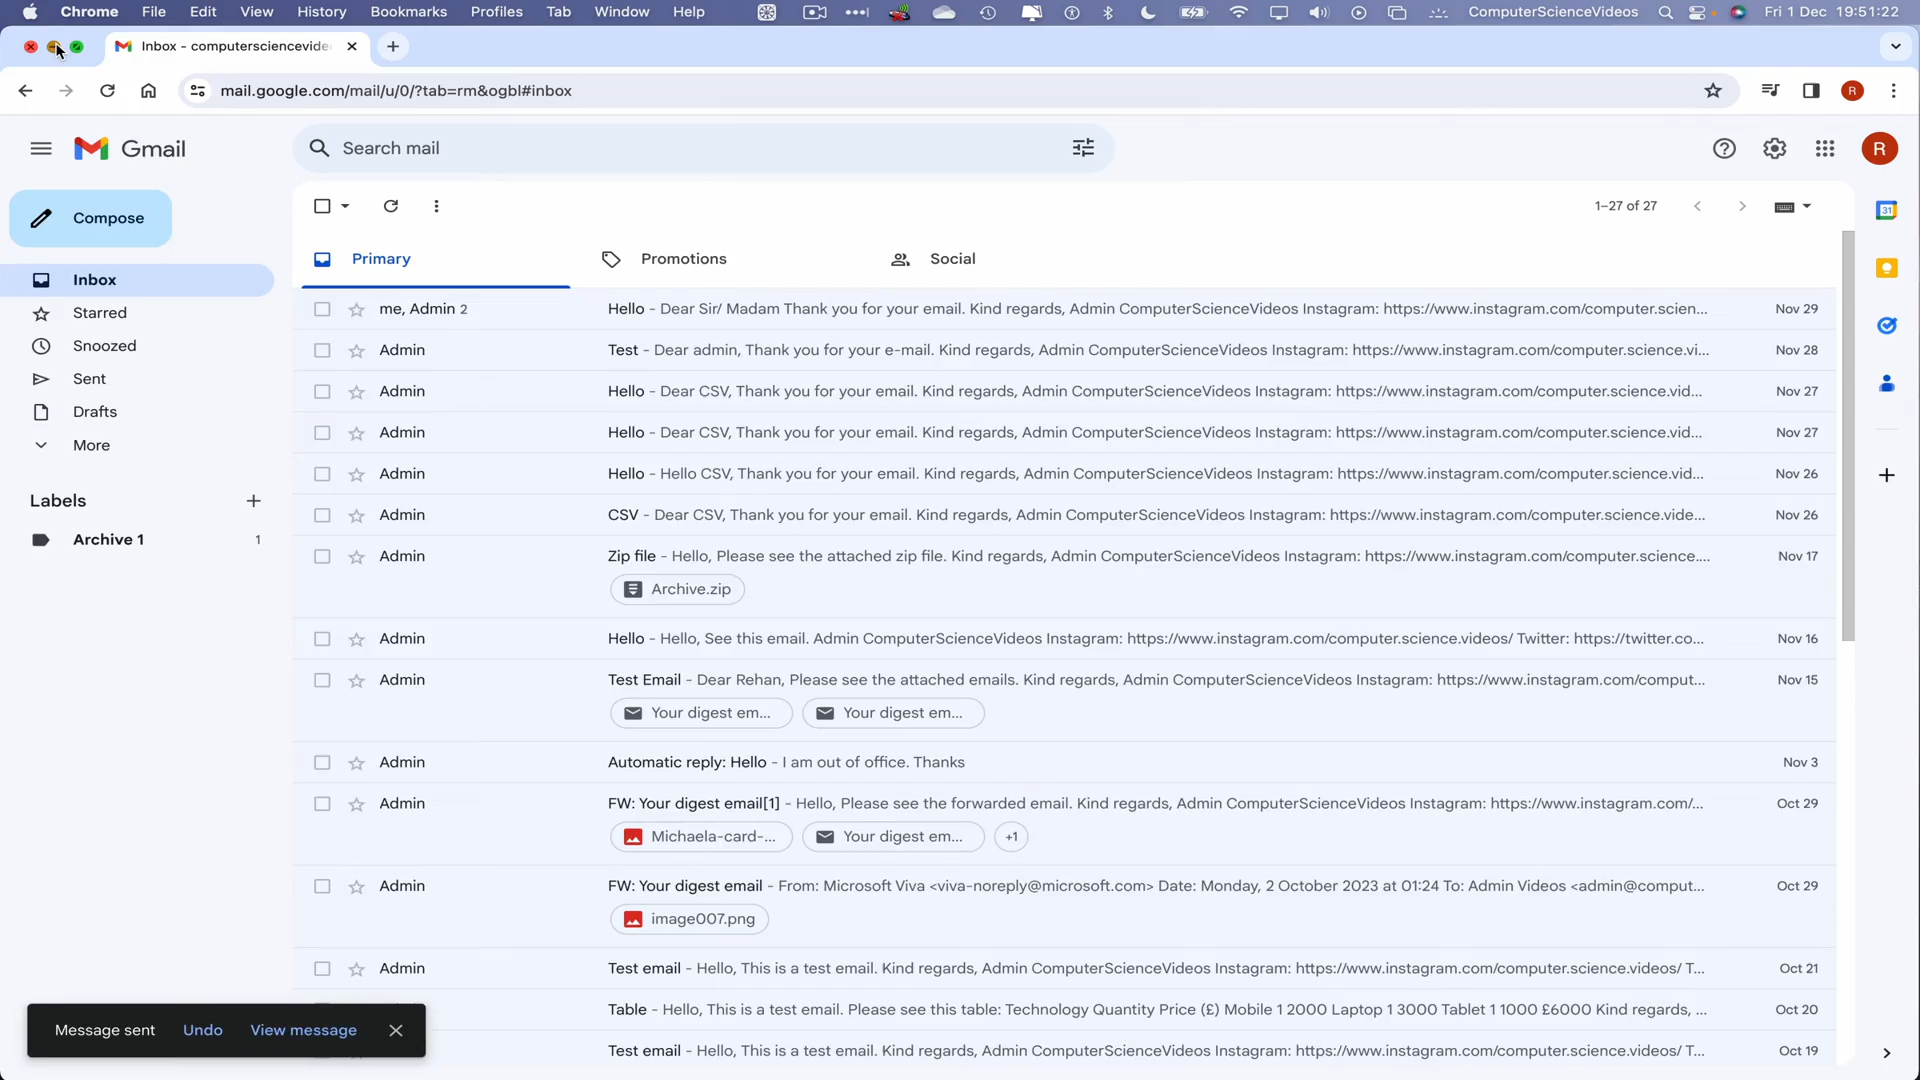 Chrome File Edit View History Bookmarks Profiles Tab Window Help ComputerScienceVideos Fri 1 Dec 19:51:22
Inbox - computersciencevide
mail.google.com/mail/u/0/?tab=rm&ogbl#inbox R
Gmail Search mail R
Compose
1–27 of 27
Primary Promotions Social
Inbox
Starred
Snoozed
Sent
Drafts
More
Labels
Archive 1 1
me, Admin 2 Hello - Dear Sir/ Madam Thank you for your email. Kind regards, Admin ComputerScienceVideos Instagram: https://www.instagram.com/computer.scien... Nov 29
Admin Test - Dear admin, Thank you for your e-mail. Kind regards, Admin ComputerScienceVideos Instagram: https://www.instagram.com/computer.science.vi... Nov 28
Admin Hello - Dear CSV, Thank you for your email. Kind regards, Admin ComputerScienceVideos Instagram: https://www.instagram.com/computer.science.vid... Nov 27
Admin Hello - Dear CSV, Thank you for your email. Kind regards, Admin ComputerScienceVideos Instagram: https://www.instagram.com/computer.science.vid... Nov 27
Admin Hello - Hello CSV, Thank you for your email. Kind regards, Admin ComputerScienceVideos Instagram: https://www.instagram.com/computer.science.vid... Nov 26
Admin CSV - Dear CSV, Thank you for your email. Kind regards, Admin ComputerScienceVideos Instagram: https://www.instagram.com/computer.science.vide... Nov 26
Admin Zip file - Hello, Please see the attached zip file. Kind regards, Admin ComputerScienceVideos Instagram: https://www.instagram.com/computer.science.... Nov 17
Archive.zip
Admin Hello - Hello, See this email. Admin ComputerScienceVideos Instagram: https://www.instagram.com/computer.science.videos/ Twitter: https://twitter.co... Nov 16
Admin Test Email - Dear Rehan, Please see the attached emails. Kind regards, Admin ComputerScienceVideos Instagram: https://www.instagram.com/comput... Nov 15
Your digest em... Your digest em...
Admin Automatic reply: Hello - I am out of office. Thanks Nov 3
Admin FW: Your digest email[1] - Hello, Please see the forwarded email. Kind regards, Admin ComputerScienceVideos Instagram: https://www.instagram.com/... Oct 29
Michaela-card-... Your digest em... +1
Admin FW: Your digest email - From: Microsoft Viva <viva-noreply@microsoft.com> Date: Monday, 2 October 2023 at 01:24 To: Admin Videos <admin@comput... Oct 29
image007.png
Admin Test email - Hello, This is a test email. Kind regards, Admin ComputerScienceVideos Instagram: https://www.instagram.com/computer.science.videos/ T... Oct 21
Table - Hello, This is a test email. Please see this table: Technology Quantity Price (£) Mobile 1 2000 Laptop 1 3000 Tablet 1 1000 £6000 Kind regards, ... Oct 20
Test email - Hello, This is a test email. Kind regards, Admin ComputerScienceVideos Instagram: https://www.instagram.com/computer.science.videos/ T... Oct 19
Message sent Undo View message
31